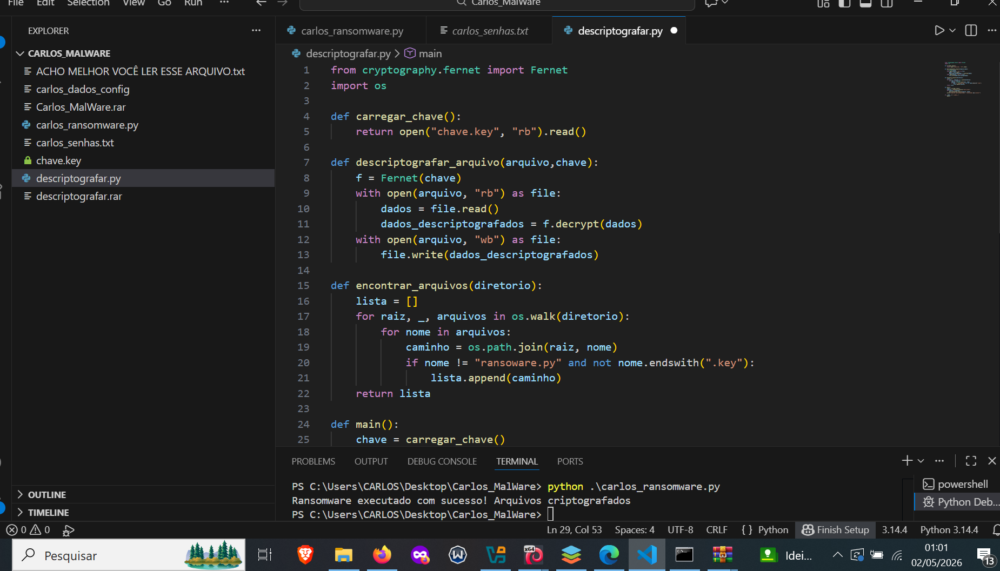 File Edit Selection View Go Run ··· Carlos_MalWare
EXPLORER ···
CARLOS_MALWARE
ACHO MELHOR VOCÊ LER ESSE ARQUIVO.txt
carlos_dados_config
Carlos_MalWare.rar
carlos_ransomware.py
carlos_senhas.txt
chave.key
descriptografar.py
descriptografar.rar
OUTLINE
TIMELINE
carlos_ransomware.py carlos_senhas.txt descriptografar.py
descriptografar.py > main
1 from cryptography.fernet import Fernet
2 import os
3
4 def carregar_chave():
5 return open("chave.key", "rb").read()
6
7 def descriptografar_arquivo(arquivo,chave):
8 f = Fernet(chave)
9 with open(arquivo, "rb") as file:
10 dados = file.read()
11 dados_descriptografados = f.decrypt(dados)
12 with open(arquivo, "wb") as file:
13 file.write(dados_descriptografados)
14
15 def encontrar_arquivos(diretorio):
16 lista = []
17 for raiz, _, arquivos in os.walk(diretorio):
18 for nome in arquivos:
19 caminho = os.path.join(raiz, nome)
20 if nome != "ransoware.py" and not nome.endswith(".key"):
21 lista.append(caminho)
22 return lista
23
24 def main():
25 chave = carregar_chave()
PROBLEMS OUTPUT DEBUG CONSOLE TERMINAL PORTS
PS C:\Users\CARLOS\Desktop\Carlos_MalWare> python .\carlos_ransomware.py
Ransomware executado com sucesso! Arquivos criptografados
PS C:\Users\CARLOS\Desktop\Carlos_MalWare>
powershell
Python Deb...
0 0 Ln 29, Col 53 Spaces: 4 UTF-8 CRLF { } Python Finish Setup 3.14.4 Python 3.14.4
Pesquisar x64 Idei... 01:01
02/05/2026 13